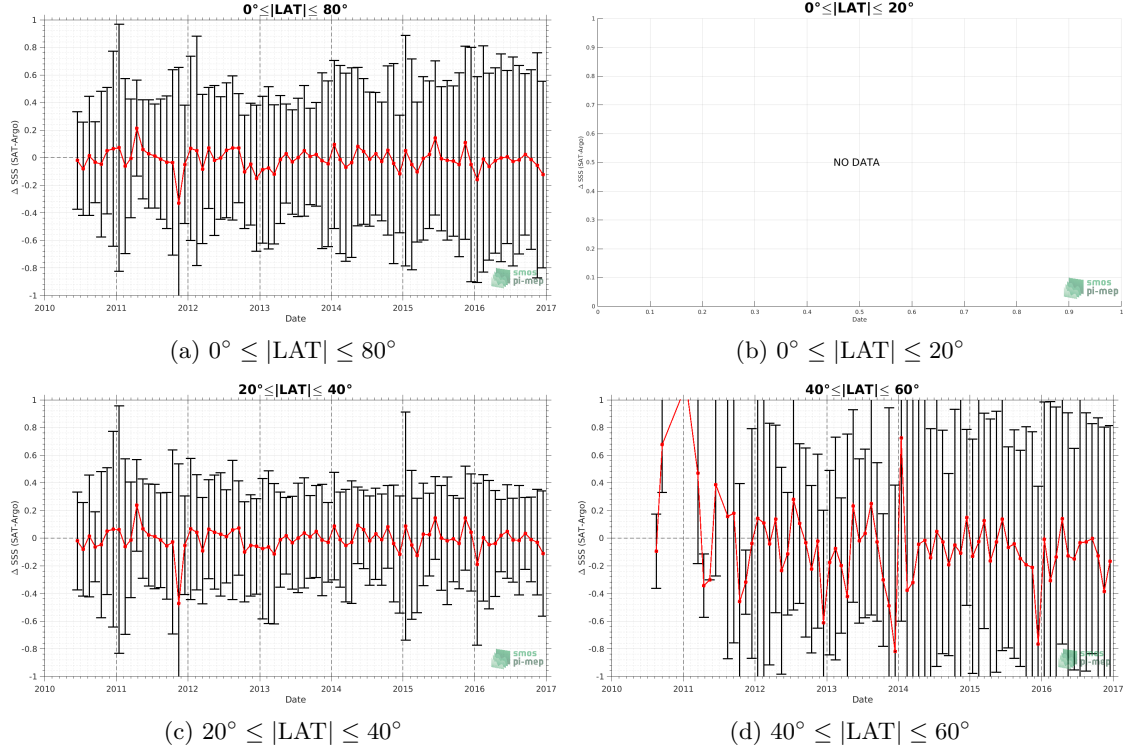 0°≤|LAT|≤ 80°
Δ SSS (SAT-Argo)
1
0.8
0.6
0.4
0.2
0
-0.2
-0.4
-0.6
-0.8
-1
2010 2011 2012 2013 2014 2015 2016 2017
Date
smos
pi-mep
(a) 0° ≤ |LAT| ≤ 80°
0°≤|LAT|≤ 20°
Δ SSS (SAT-Argo)
1
0.9
0.8
0.7
0.6
0.5
0.4
0.3
0.2
0.1
0
NO DATA
0 0.1 0.2 0.3 0.4 0.5 0.6 0.7 0.8 0.9 1
Date
smos
pi-mep
(b) 0° ≤ |LAT| ≤ 20°
20°≤|LAT|≤ 40°
Δ SSS (SAT-Argo)
1
0.8
0.6
0.4
0.2
0
-0.2
-0.4
-0.6
-0.8
-1
2010 2011 2012 2013 2014 2015 2016 2017
Date
smos
pi-mep
(c) 20° ≤ |LAT| ≤ 40°
40°≤|LAT|≤ 60°
Δ SSS (SAT-Argo)
1
0.8
0.6
0.4
0.2
0
-0.2
-0.4
-0.6
-0.8
-1
2010 2011 2012 2013 2014 2015 2016 2017
Date
smos
pi-mep
(d) 40° ≤ |LAT| ≤ 60°